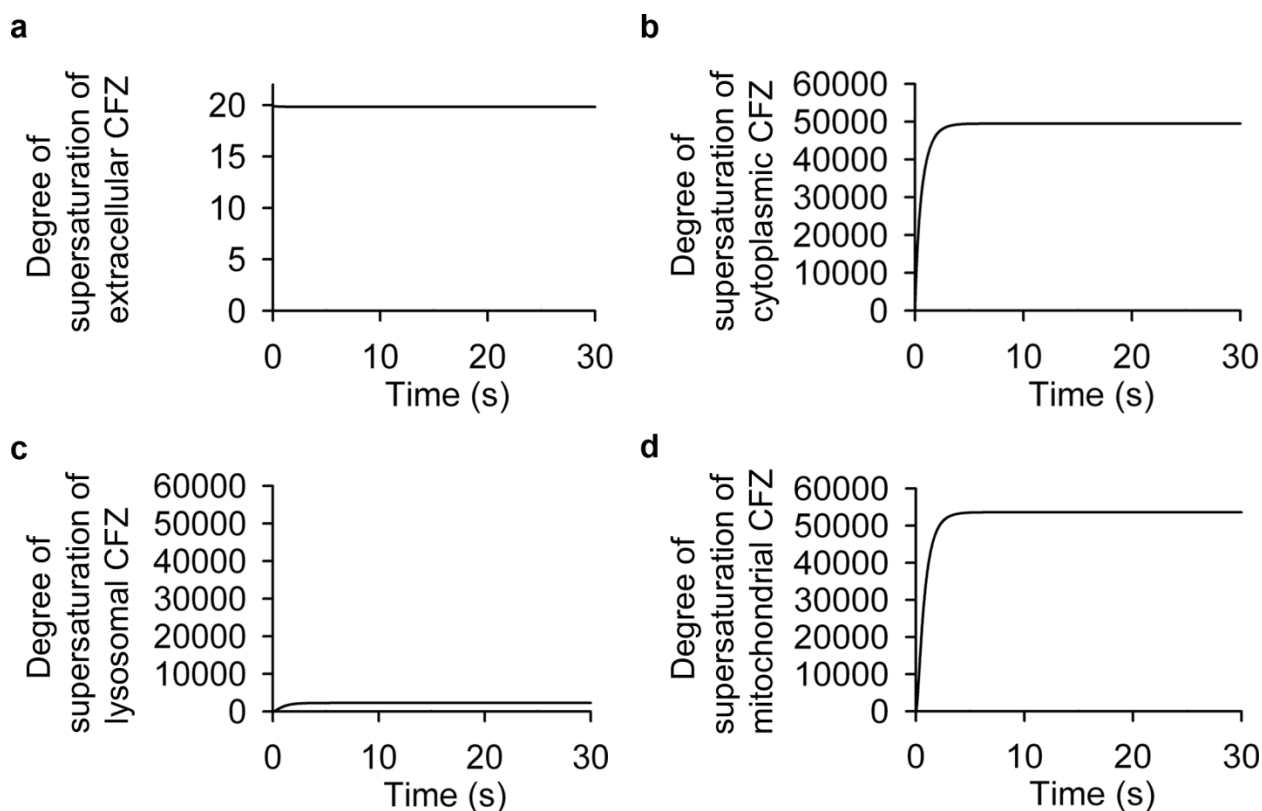 a
Degree of
supersaturation of
extracellular CFZ
20
15
10
5
0
0 10 20 30
Time (s)
b
Degree of
supersaturation of
cytoplasmic CFZ
60000
50000
40000
30000
20000
10000
0
0 10 20 30
Time (s)
c
Degree of
supersaturation of
lysosomal CFZ
60000
50000
40000
30000
20000
10000
0
0 10 20 30
Time (s)
d
Degree of
supersaturation of
mitochondrial CFZ
60000
50000
40000
30000
20000
10000
0
0 10 20 30
Time (s)